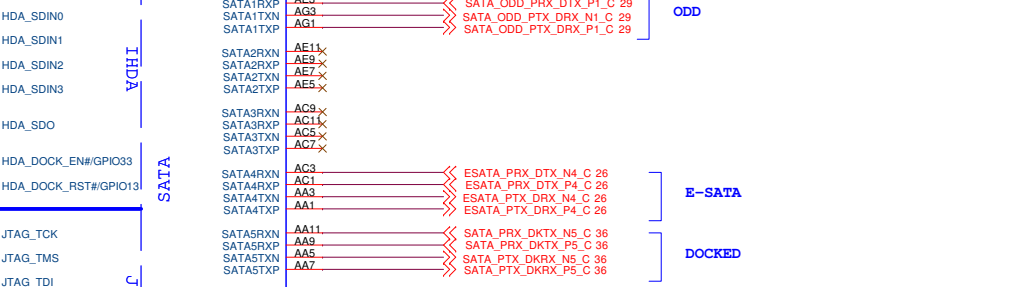 SATA1RXP SATA_ODD_PRX_DTX_P1_C 29
HDA_SDIN0 SATA1TXN AG3 SATA_ODD_PTX_DRX_N1_C 29 ODD
SATA1TXP AG1 SATA_ODD_PTX_DRX_P1_C 29
HDA_SDIN1
SATA2RXN AE11
HDA_SDIN2 SATA2RXP AE9
IHDA
SATA2TXN AE7
HDA_SDIN3 SATA2TXP AE5
SATA3RXN AC9
HDA_SDO SATA3RXP AC11
SATA3TXN AC5
SATA3TXP AC7
HDA_DOCK_EN#/GPIO33
SATA
SATA4RXN AC3 ESATA_PRX_DTX_N4_C 26
HDA_DOCK_RST#/GPIO13 SATA4RXP AC1 ESATA_PRX_DTX_P4_C 26
SATA4TXN AA3 ESATA_PTX_DRX_N4_C 26 E-SATA
SATA4TXP AA1 ESATA_PTX_DRX_P4_C 26
JTAG_TCK SATA5RXN AA11 SATA_PRX_DKTX_N5_C 36
SATA5RXP AA9 SATA_PRX_DKTX_P5_C 36
JTAG_TMS SATA5TXN AA5 SATA_PTX_DKRX_N5_C 36 DOCKED
SATA5TXP AA7 SATA_PTX_DKRX_P5_C 36
JTAG_TDI J